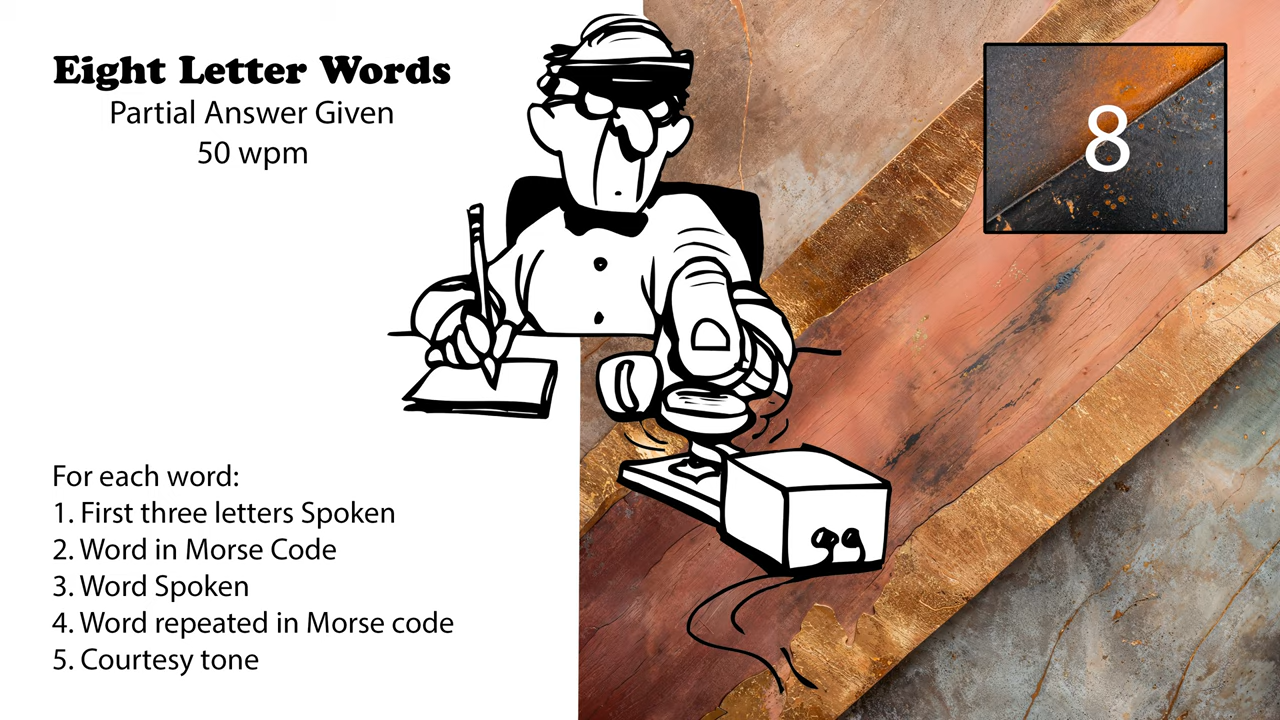 Eight Letter Words
Partial Answer Given
50 wpm
8
For each word:
1. First three letters Spoken
2. Word in Morse Code
3. Word Spoken
4. Word repeated in Morse code
5. Courtesy tone